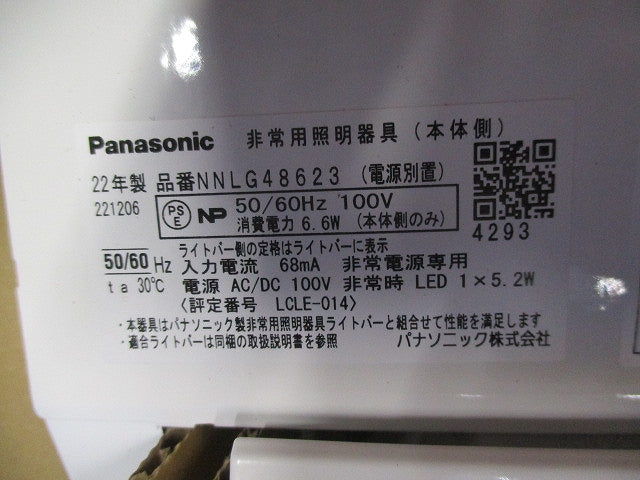 Panasonic 非常用照明器具 (本体側)
22年製 品番NNLG48623 (電源別置)
221206 PSE NP 50/60Hz 100V
消費電力 6.6W (本体側のみ)
4293
ライトバー側の定格はライトバーに表示
50/60 Hz 入力電流 68mA 非常電源専用
ta 30℃ 電源 AC/DC 100V 非常時 LED 1×5.2W
〈評定番号 LCLE-014〉
・本器具はパナソニック製非常用照明器具ライトバーと組合せて性能を満足します
・適合ライトバーは同梱の取扱説明書を参照 パナソニック株式会社